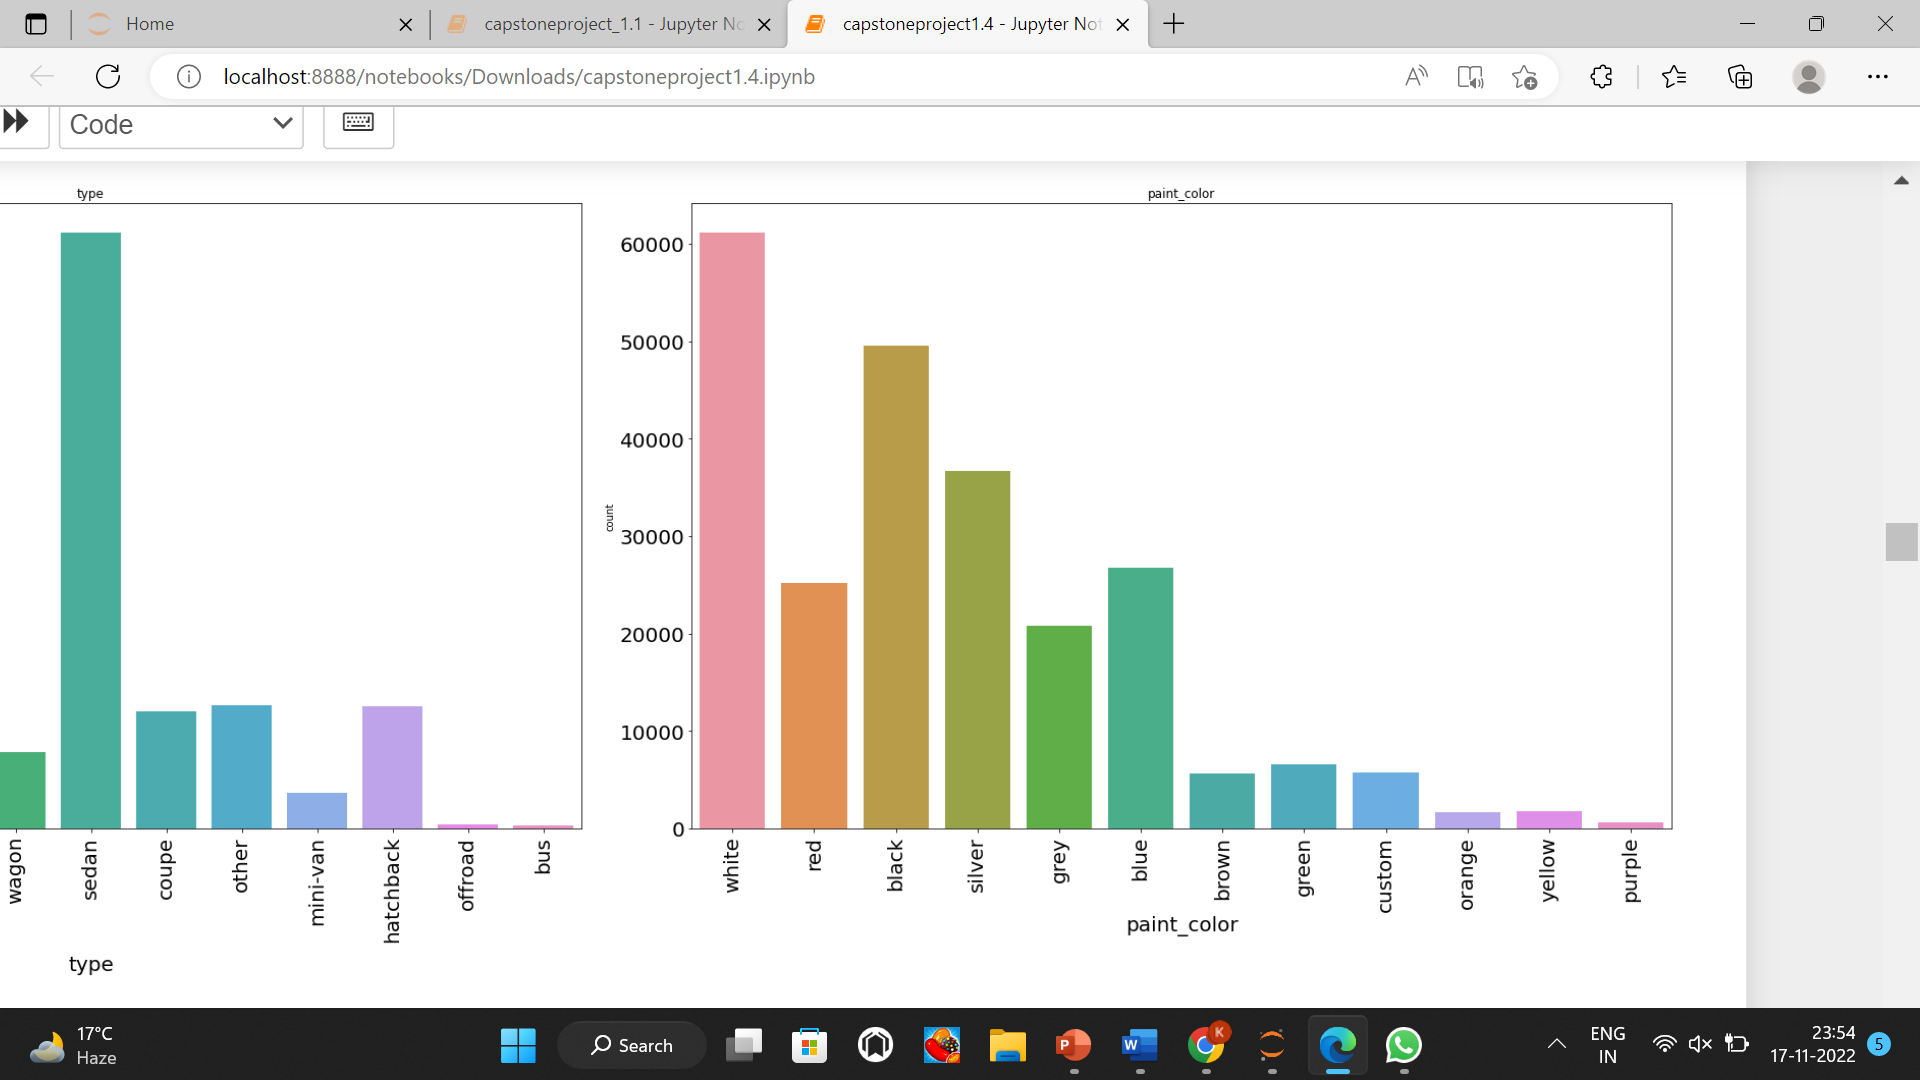 Home
capstoneproject_1.1 - Jupyter No
capstoneproject1.4 - Jupyter Not
localhost:8888/notebooks/Downloads/capstoneproject1.4.ipynb
Code
type
paint_color
60000
50000
40000
30000
20000
10000
0
count
wagon
sedan
coupe
other
mini-van
hatchback
offroad
bus
type
white
red
black
silver
grey
blue
brown
green
custom
orange
yellow
purple
paint_color
17°C
Haze
Search
P
W
K
ENG
IN
23:54
17-11-2022
5